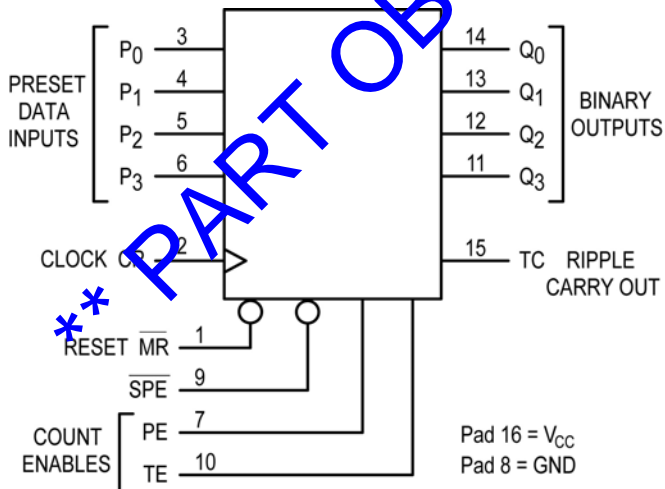 ** PART OB
PRESET
DATA
INPUTS
P0 3
P1 4
P2 5
P3 6
14 Q0
13 Q1
12 Q2
11 Q3
BINARY
OUTPUTS
CLOCK CP 2
15 TC RIPPLE
CARRY OUT
RESET M̅R̅ 1
S̅P̅E̅ 9
COUNT
ENABLES
PE 7
TE 10
Pad 16 = VCC
Pad 8 = GND